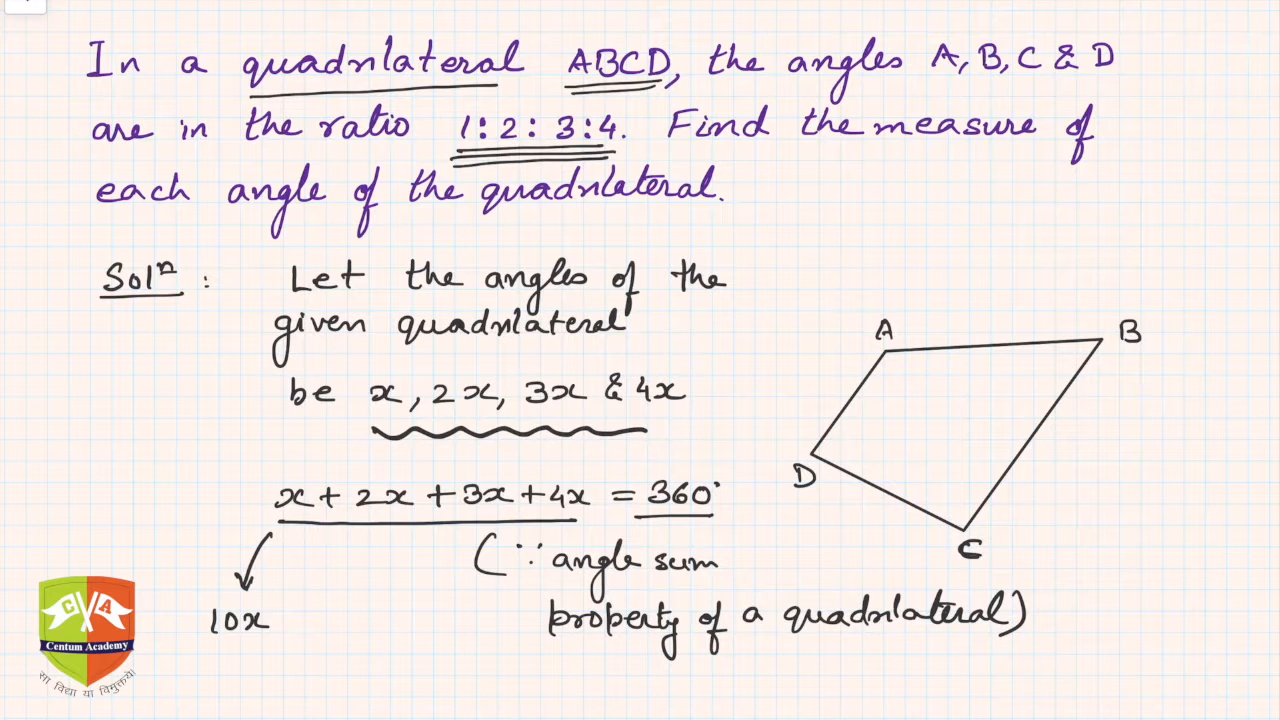 In a quadrilateral ABCD, the angles A, B, C & D
are in the ratio 1:2:3:4. Find the measure of
each angle of the quadrilateral.
Solⁿ : Let the angles of the
given quadrilateral
be x, 2x, 3x & 4x
x + 2x + 3x + 4x = 360°
(∵ angle sum
property of a quadrilateral)
10x
A
B
D
C
C A
Centum Academy
सा विद्या या विमुक्तये।